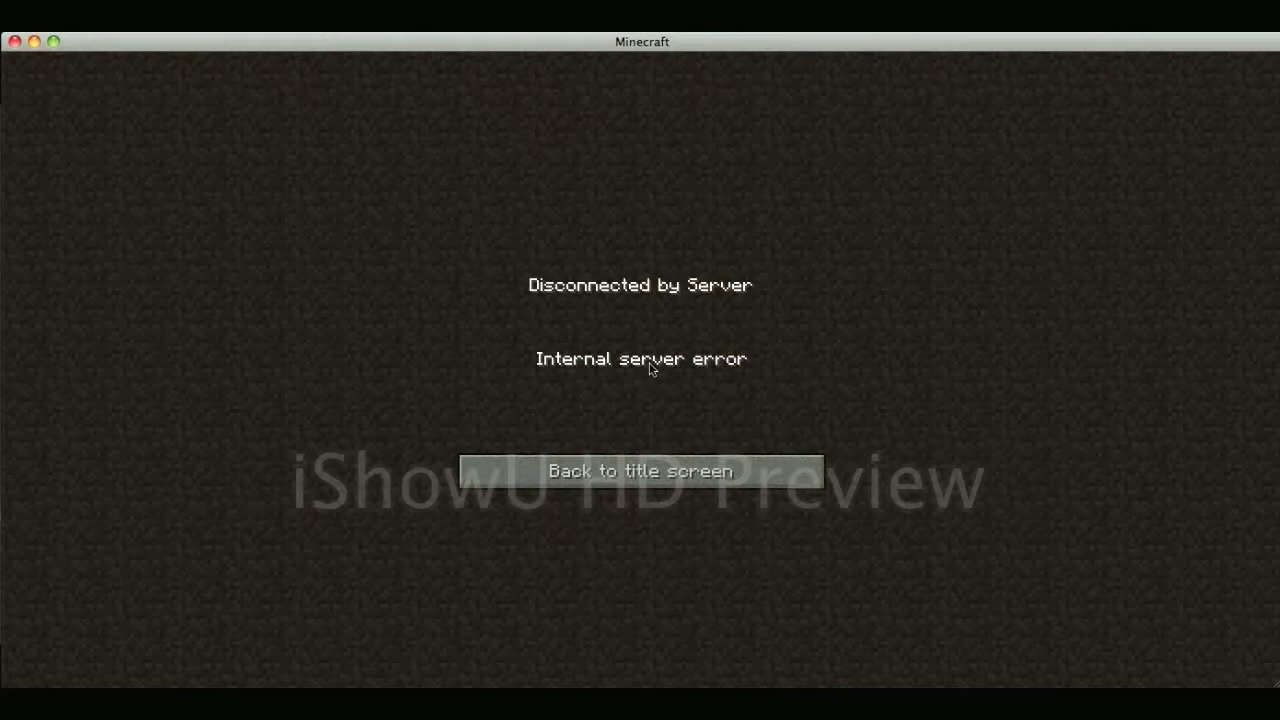 Minecraft
Disconnected by Server
Internal server error
Back to title screen
iShowU HD Preview